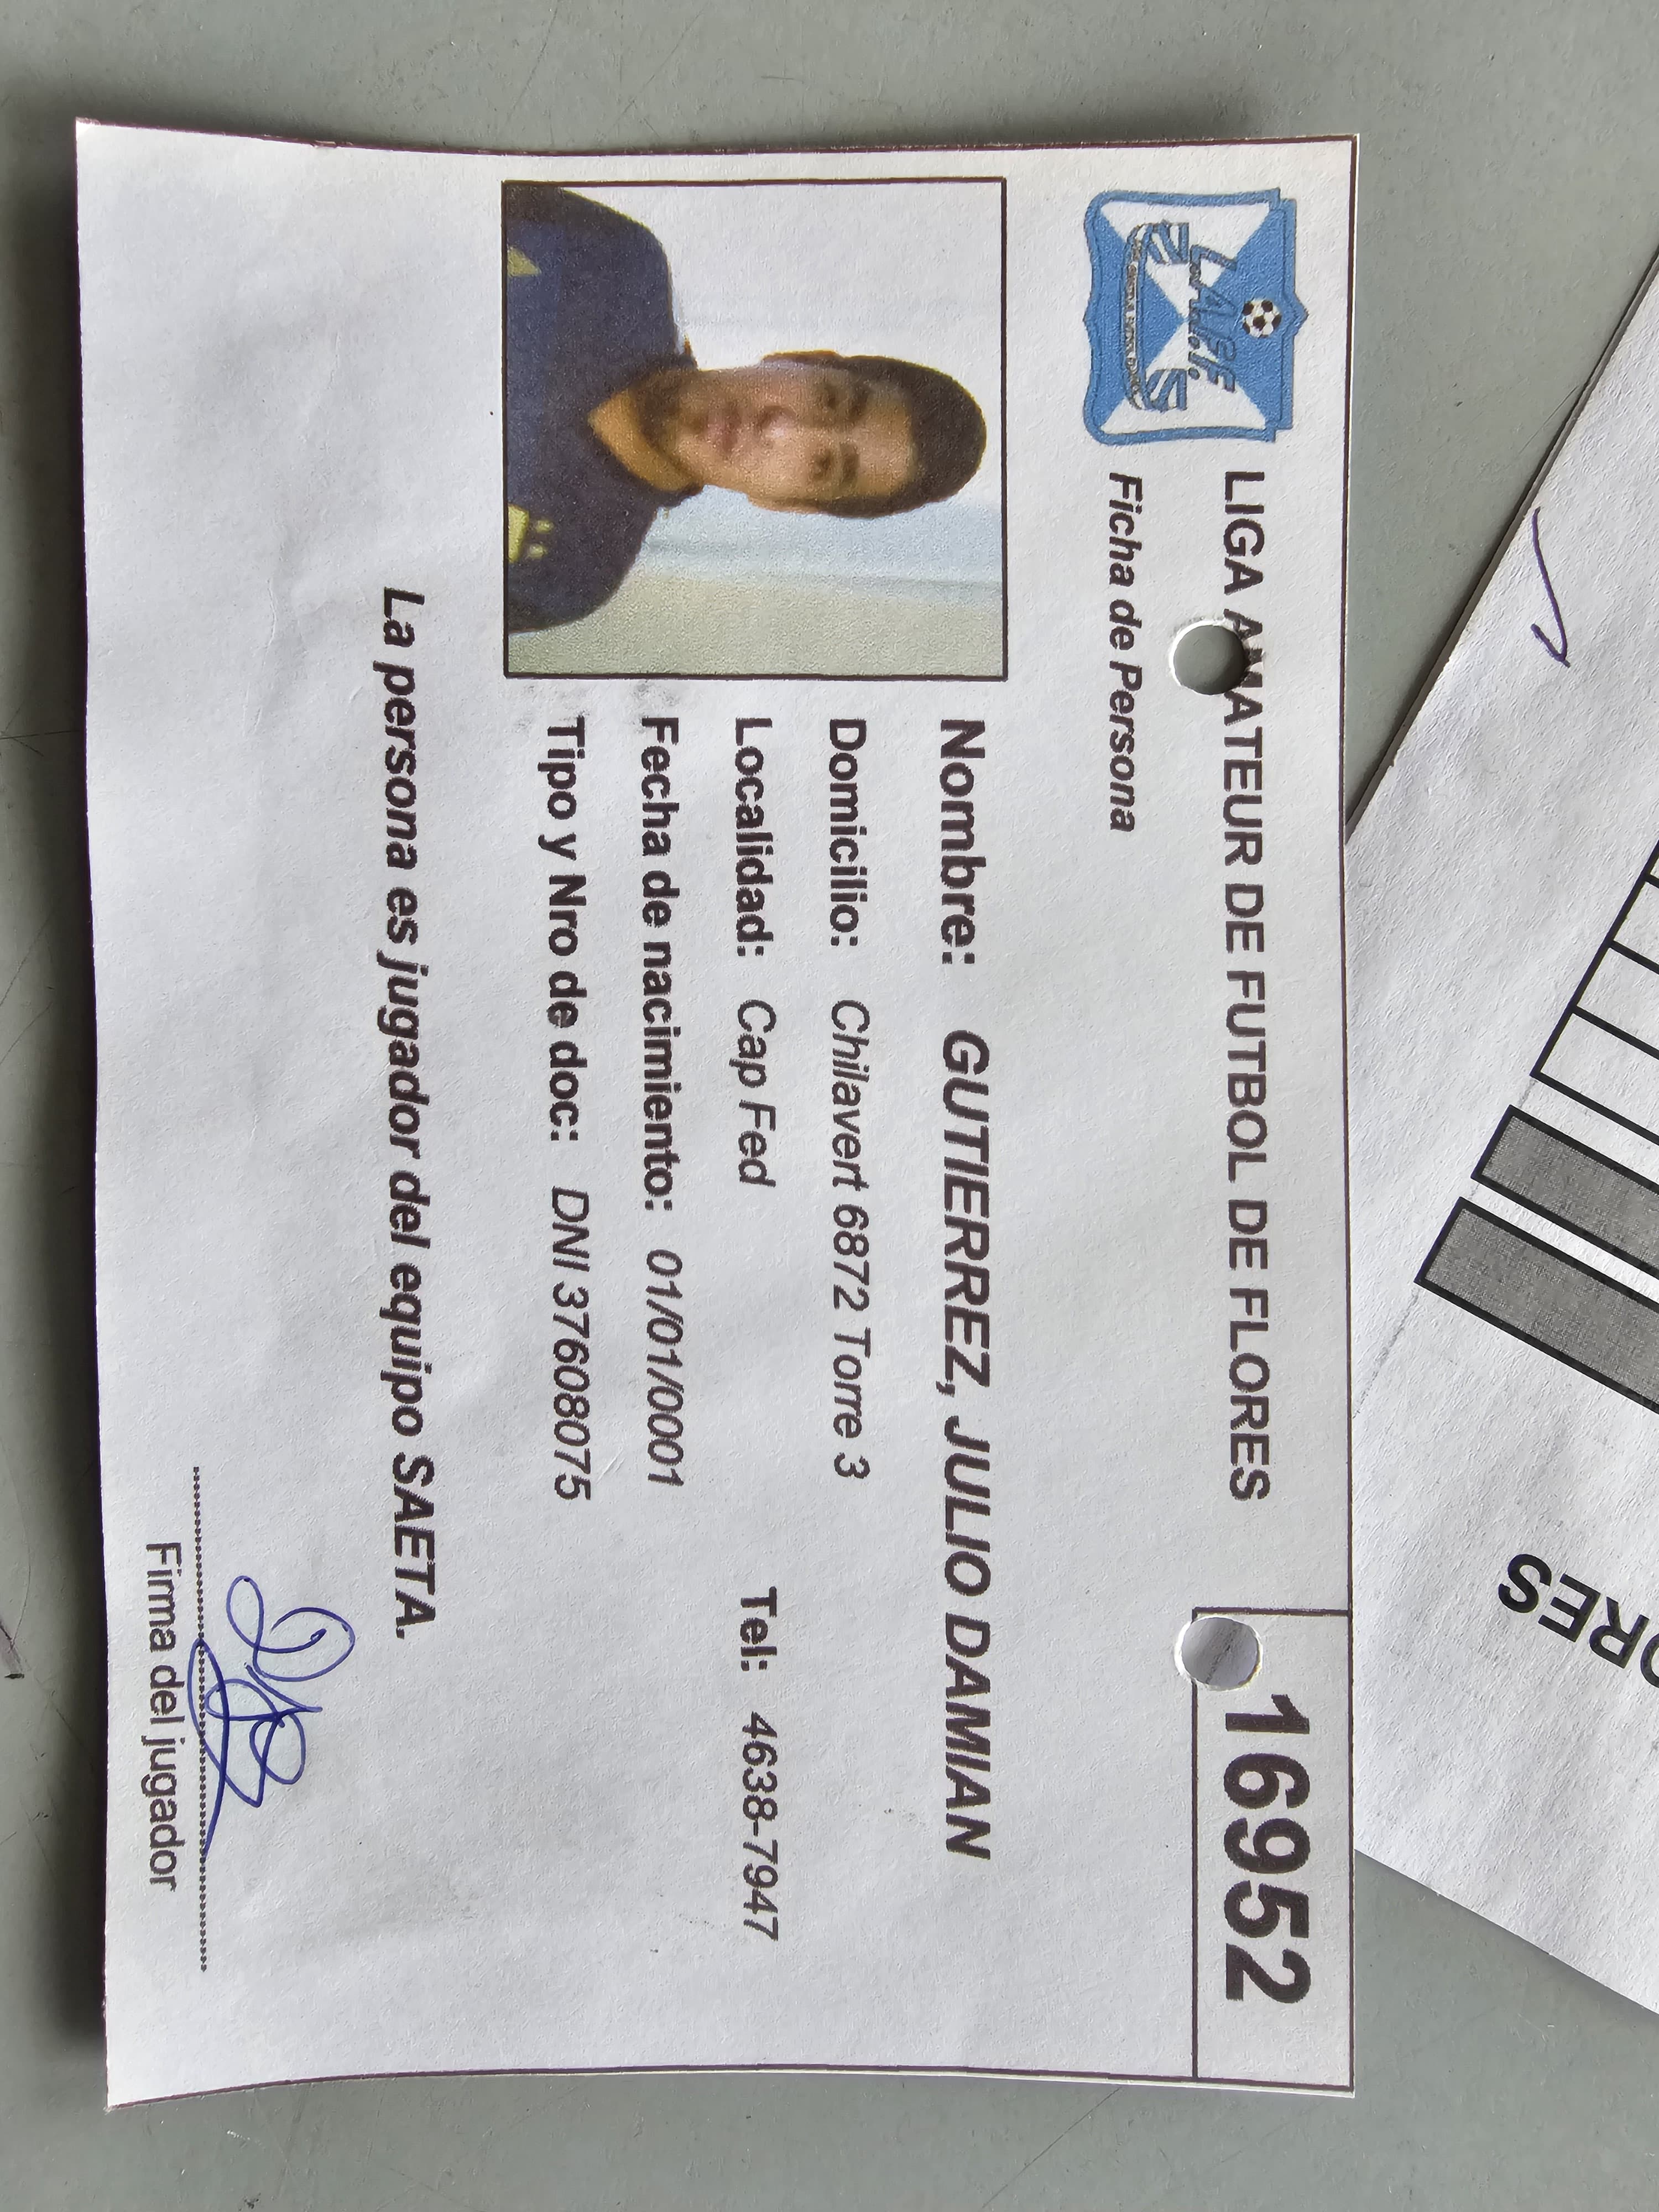 ORES
LIGA AMATEUR DE FUTBOL DE FLORES
16952
L.A.F.F.
Ficha de Persona
Nombre: GUTIERREZ, JULIO DAMIAN
Domicilio: Chilavert 6872 Torre 3
Localidad: Cap Fed Tel: 4638-7947
Fecha de nacimiento: 01/01/0001
Tipo y Nro de doc: DNI 37608075
La persona es jugador del equipo SAETA.
Firma del jugador